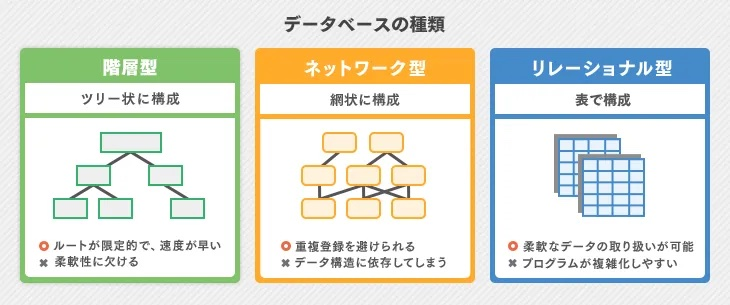 データベースの種類
階層型
ツリー状に構成
ルートが限定的で、速度が早い
柔軟性に欠ける
ネットワーク型
網状に構成
重複登録を避けられる
データ構造に依存してしまう
リレーショナル型
表で構成
柔軟なデータの取り扱いが可能
プログラムが複雑化しやすい